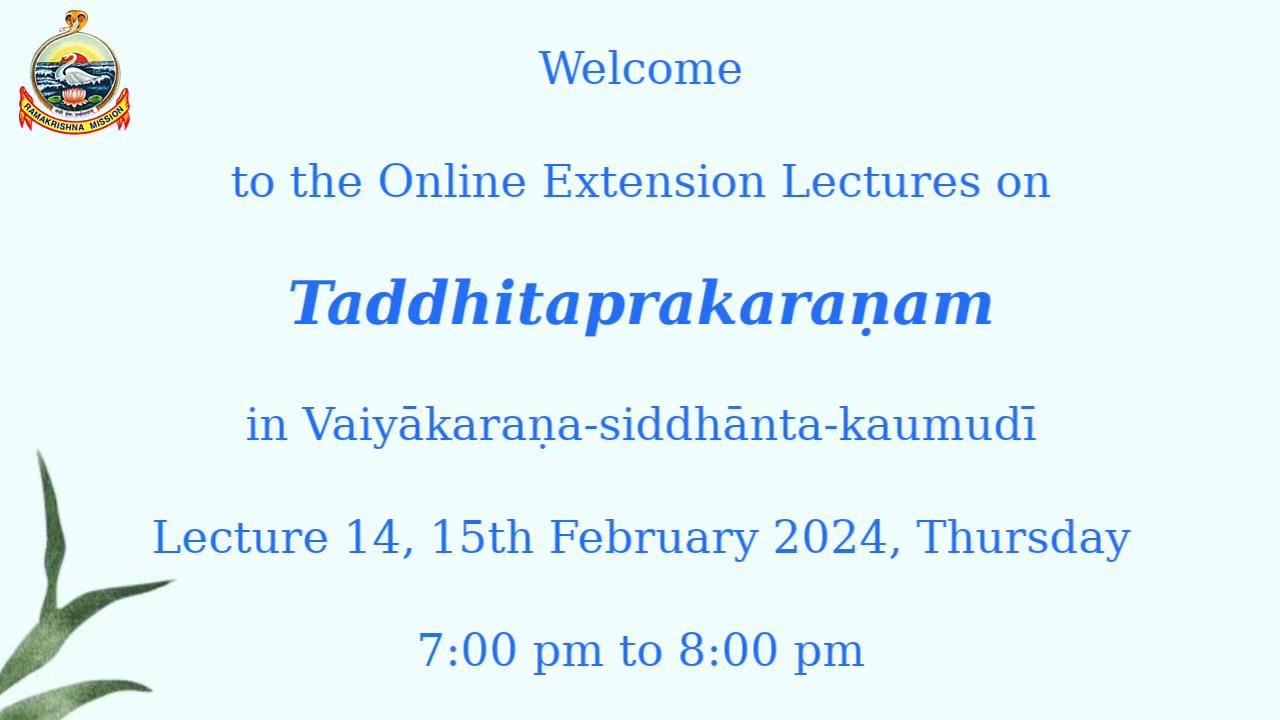 RAMAKRISHNA MISSION
Welcome
to the Online Extension Lectures on
Taddhitaprakaraṇam
in Vaiyākaraṇa-siddhānta-kaumudī
Lecture 14, 15th February 2024, Thursday
7:00 pm to 8:00 pm